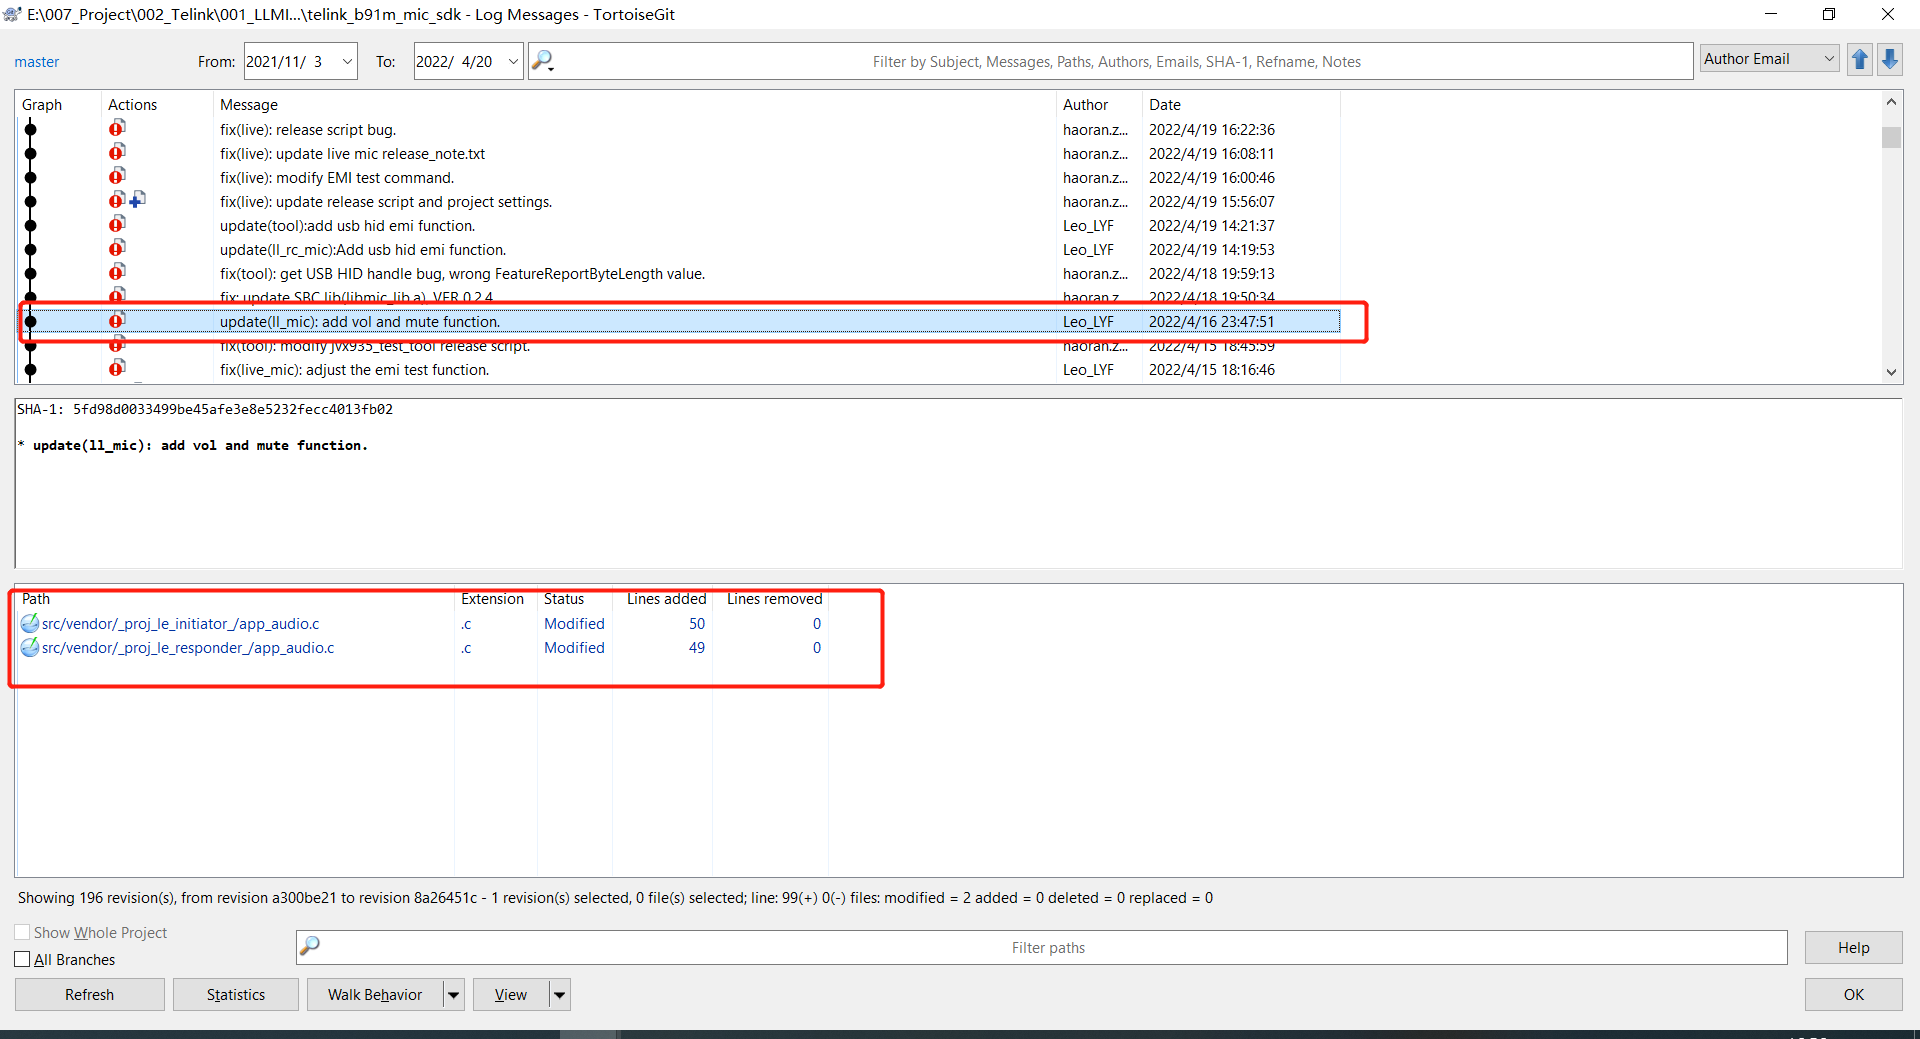 E:\007_Project\002_Telink\001_LLMI...\telink_b91m_mic_sdk - Log Messages - TortoiseGit
master From: 2021/11/ 3 To: 2022/ 4/20 Filter by Subject, Messages, Paths, Authors, Emails, SHA-1, Refname, Notes Author Email
Graph Actions Message Author Date
fix(live): release script bug. haoran.z... 2022/4/19 16:22:36
fix(live): update live mic release_note.txt haoran.z... 2022/4/19 16:08:11
fix(live): modify EMI test command. haoran.z... 2022/4/19 16:00:46
fix(live): update release script and project settings. haoran.z... 2022/4/19 15:56:07
update(tool):add usb hid emi function. Leo_LYF 2022/4/19 14:21:37
update(ll_rc_mic):Add usb hid emi function. Leo_LYF 2022/4/19 14:19:53
fix(tool): get USB HID handle bug, wrong FeatureReportByteLength value. haoran.z... 2022/4/18 19:59:13
fix: update SBC lib(libmic_lib.a), VER 0.2.4 haoran.z... 2022/4/18 19:50:34
update(ll_mic): add vol and mute function. Leo_LYF 2022/4/16 23:47:51
fix(tool): modify jvx935_test_tool release script. haoran.z... 2022/4/15 18:45:59
fix(live_mic): adjust the emi test function. Leo_LYF 2022/4/15 18:16:46
SHA-1: 5fd98d0033499be45afe3e8e5232fecc4013fb02
* update(ll_mic): add vol and mute function.
Path Extension Status Lines added Lines removed
src/vendor/_proj_le_initiator_/app_audio.c .c Modified 50 0
src/vendor/_proj_le_responder_/app_audio.c .c Modified 49 0
Showing 196 revision(s), from revision a300be21 to revision 8a26451c - 1 revision(s) selected, 0 file(s) selected; line: 99(+) 0(-) files: modified = 2 added = 0 deleted = 0 replaced = 0
Show Whole Project
All Branches
Filter paths
Help
Refresh Statistics Walk Behavior View OK